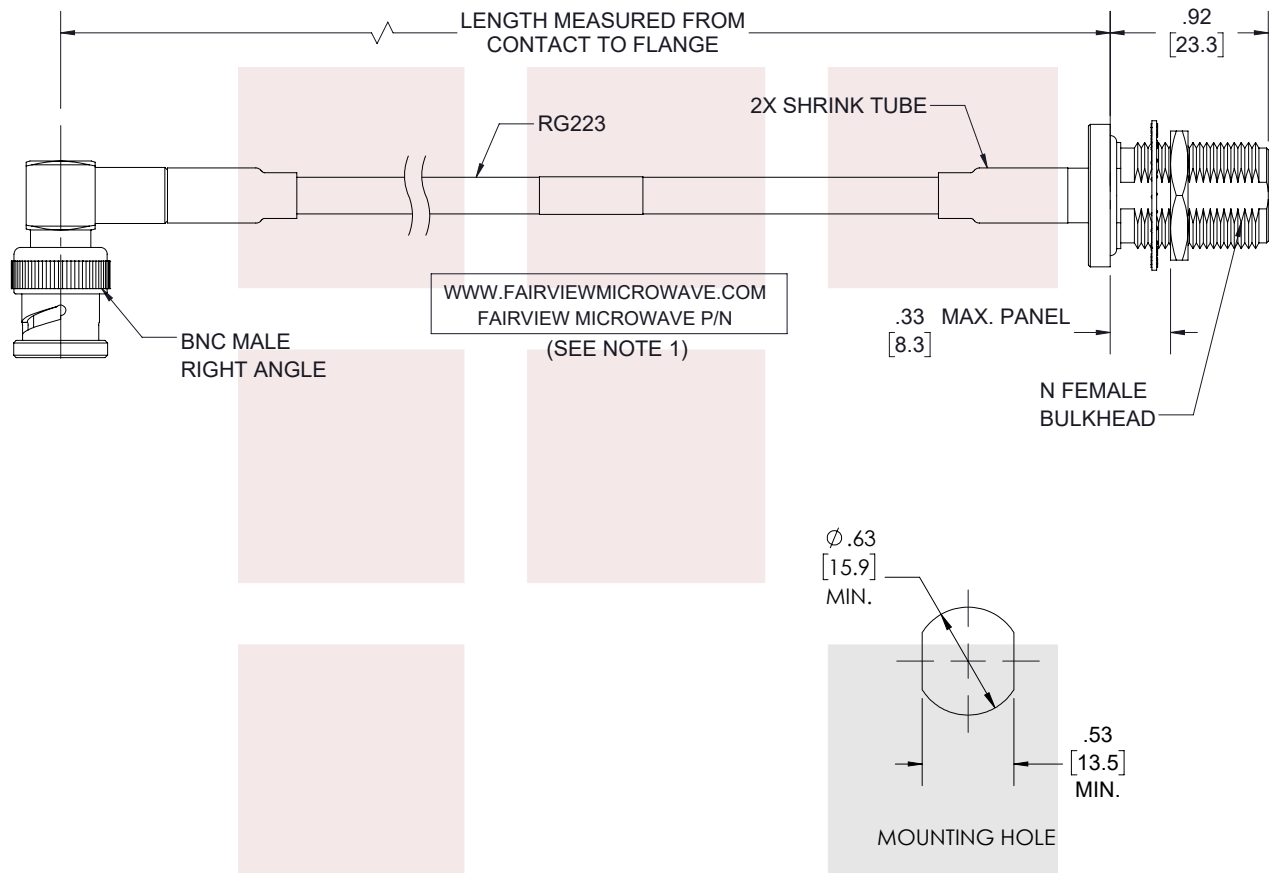 LENGTH MEASURED FROM
CONTACT TO FLANGE
.92
[23.3]
2X SHRINK TUBE
RG223
WWW.FAIRVIEWMICROWAVE.COM
FAIRVIEW MICROWAVE P/N
(SEE NOTE 1)
.33 MAX. PANEL
[8.3]
BNC MALE
RIGHT ANGLE
N FEMALE
BULKHEAD
Ø .63
[15.9]
MIN.
.53
[13.5]
MIN.
MOUNTING HOLE